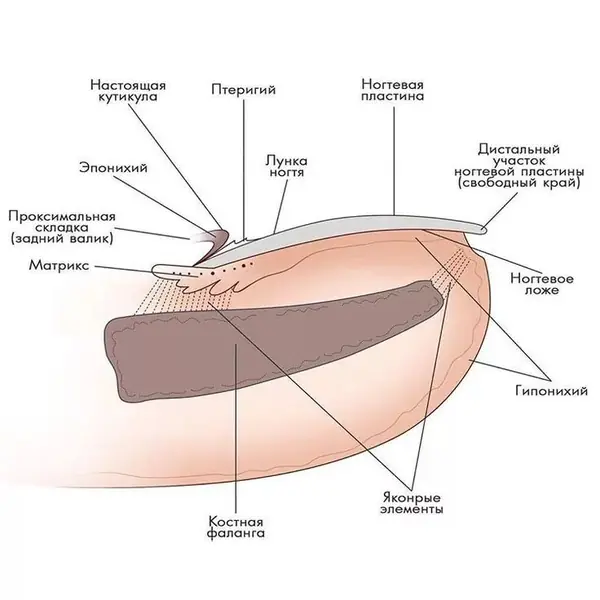 Настоящая
кутикула
Птеригий
Ногтевая
пластина
Эпонихий
Лунка
ногтя
Дистальный
участок
ногтевой пластины
(свободный край)
Проксимальная
складка
(задний валик)
Матрикс
Ногтевое
ложе
Гипонихий
Яконрые
элементы
Костная
фаланга